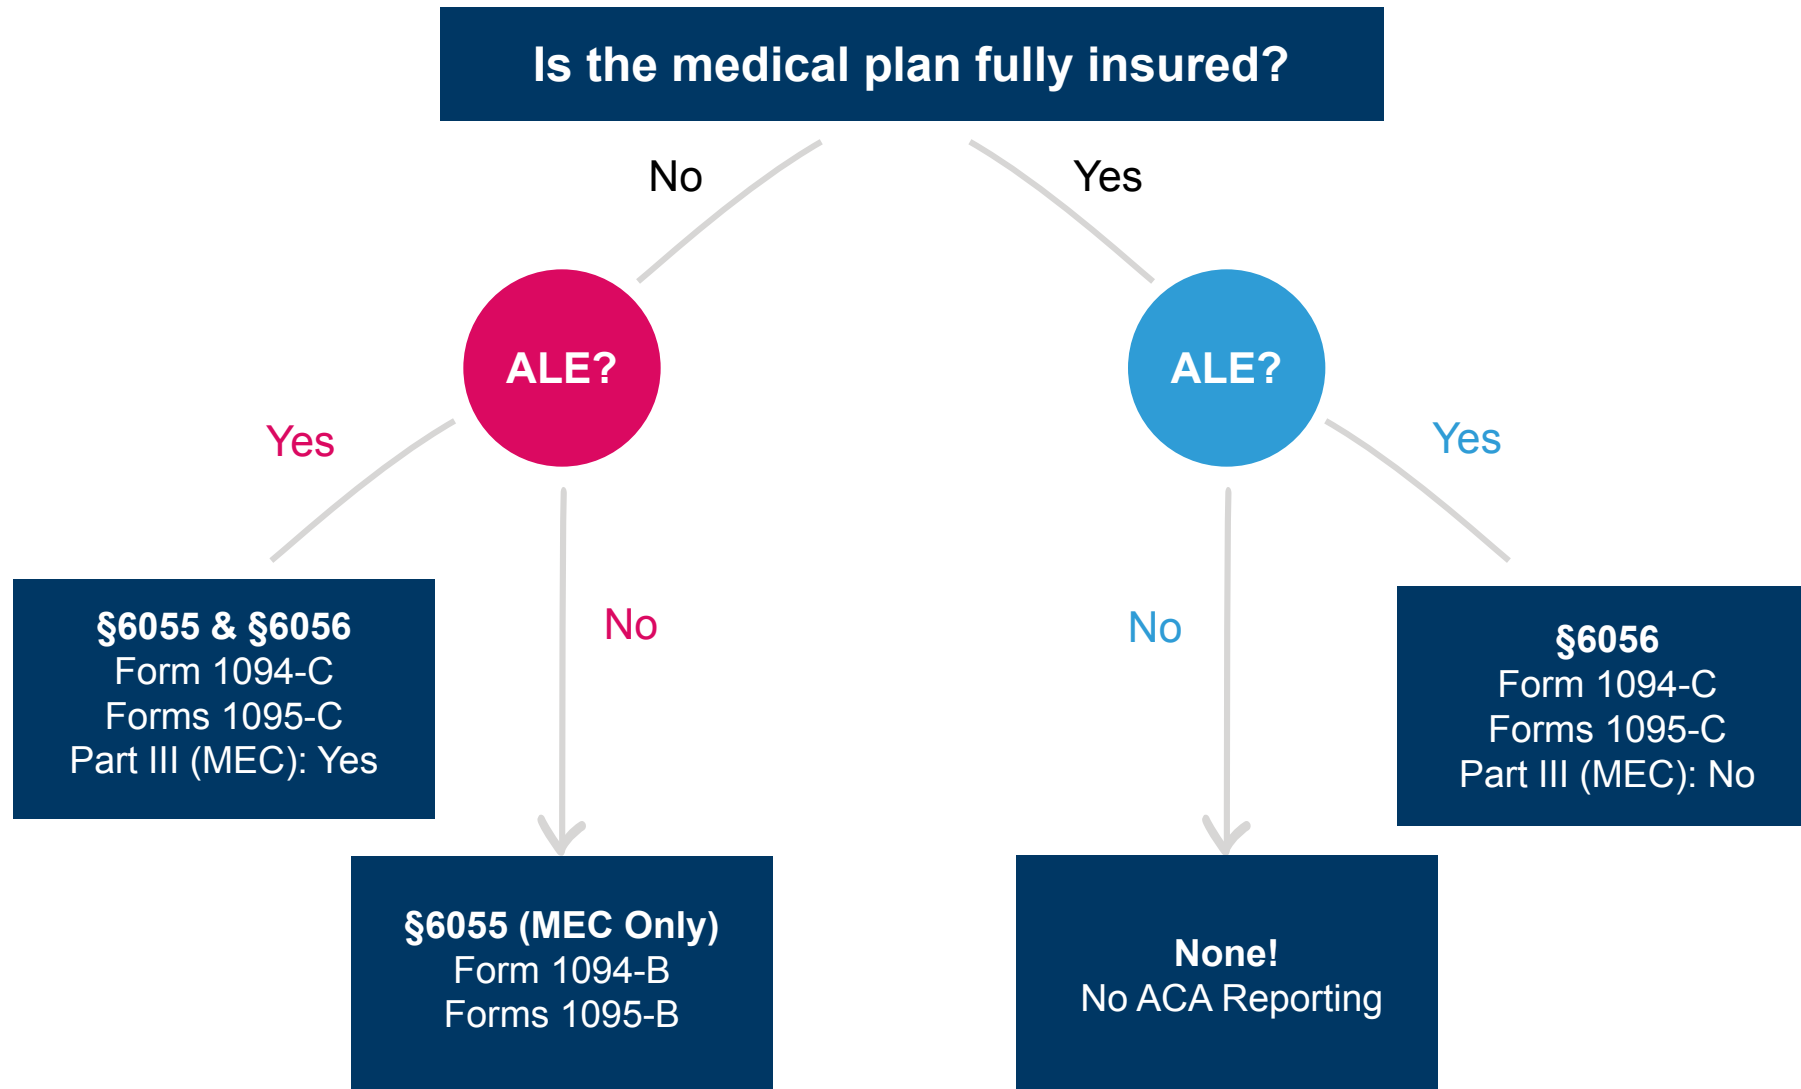 Is the medical plan fully insured?
No
Yes
ALE?
ALE?
Yes
Yes
No
No
§6055 & §6056
Form 1094-C
Forms 1095-C
Part III (MEC): Yes
§6056
Form 1094-C
Forms 1095-C
Part III (MEC): No
§6055 (MEC Only)
Form 1094-B
Forms 1095-B
None!
No ACA Reporting